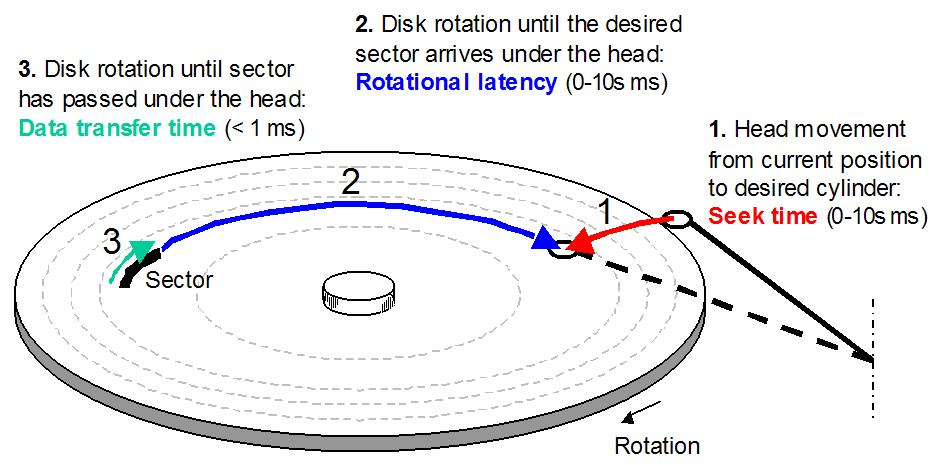 2. Disk rotation until the desired
sector arrives under the head:
Rotational latency (0-10s ms)
3. Disk rotation until sector
has passed under the head:
Data transfer time (< 1 ms)
1. Head movement
from current position
to desired cylinder:
Seek time (0-10s ms)
2
1
3
Sector
Rotation